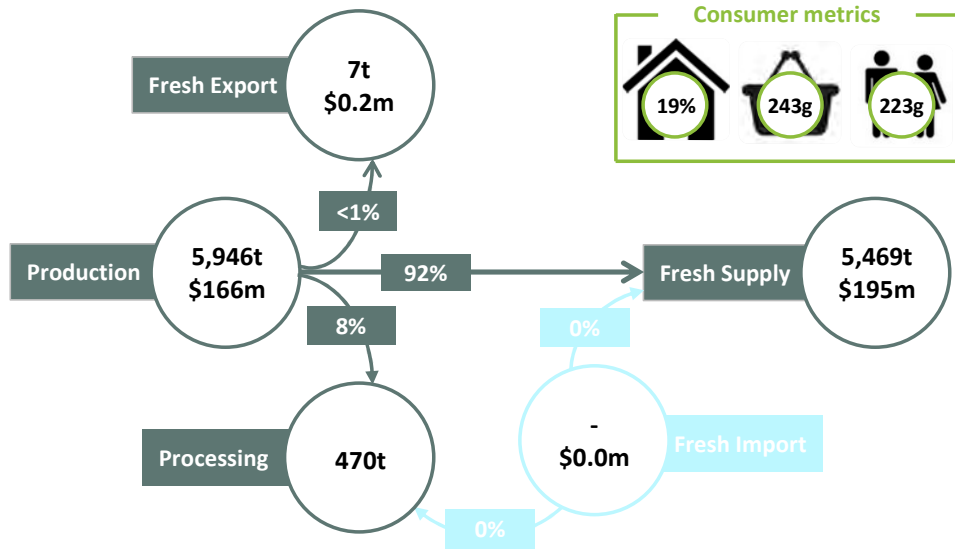 Consumer metrics
19%
243g
223g
Fresh Export
7t
$0.2m
<1%
Production
5,946t
$166m
92%
Fresh Supply
5,469t
$195m
8%
0%
Processing
470t
-
$0.0m
Fresh Import
0%